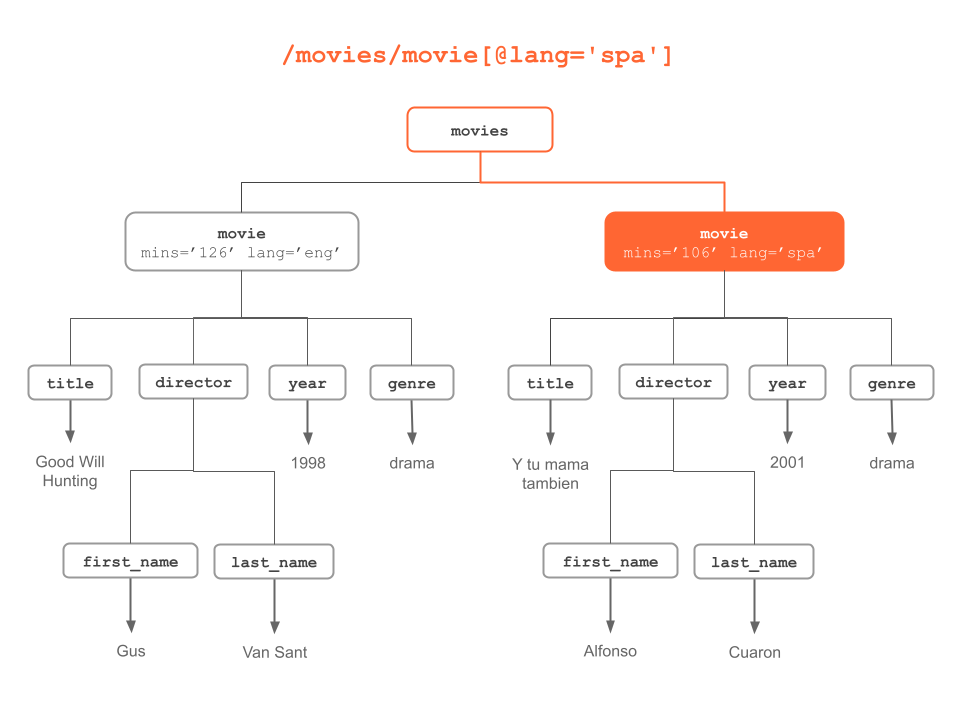 /movies/movie[@lang='spa']
movies
movie
mins=’126’ lang=’eng’
movie
mins=’106’ lang=’spa’
title
director
year
genre
title
director
year
genre
Good Will
Hunting
1998
drama
Y tu mama
tambien
2001
drama
first_name
last_name
first_name
last_name
Gus
Van Sant
Alfonso
Cuaron